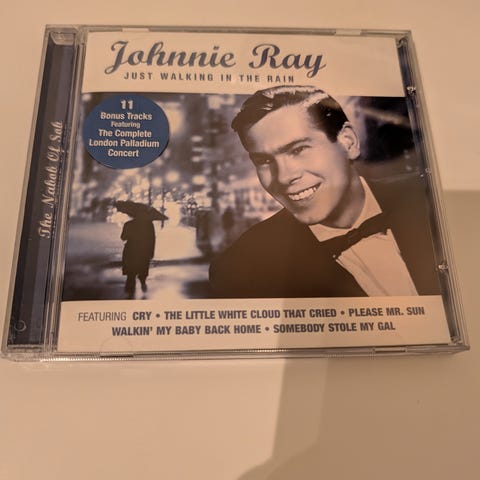 Johnnie Ray
JUST WALKING IN THE RAIN
11
Bonus Tracks
Featuring
The Complete
London Palladium
Concert
The Nabob Of Sob
FEATURING CRY • THE LITTLE WHITE CLOUD THAT CRIED • PLEASE MR. SUN
WALKIN' MY BABY BACK HOME • SOMEBODY STOLE MY GAL